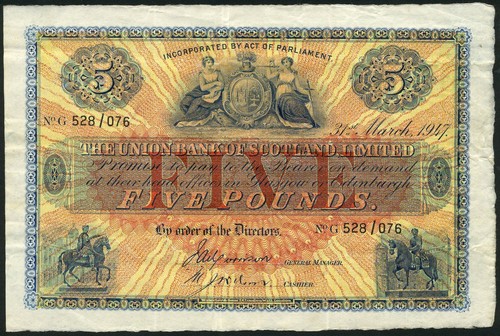 INCORPORATED BY ACT OF PARLIAMENT.
5 5
No G 528/076
31st March, 1947.
THE UNION BANK OF SCOTLAND LIMITED
Promise to pay to the Bearer on demand
at their head offices in Glasgow or Edinburgh
FIVE
FIVE POUNDS.
By order of the Directors. No G 528/076
GENERAL MANAGER.
CASHIER.